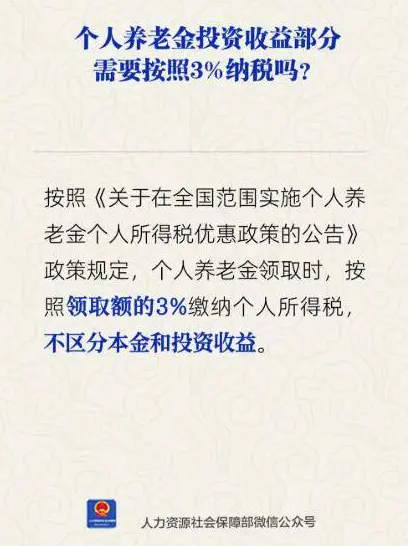 个人养老金投资收益部分
需要按照3%纳税吗？
按照《关于在全国范围实施个人养
老金个人所得税优惠政策的公告》
政策规定，个人养老金领取时，按
照领取额的3%缴纳个人所得税，
不区分本金和投资收益。
人力资源社会保障部微信公众号